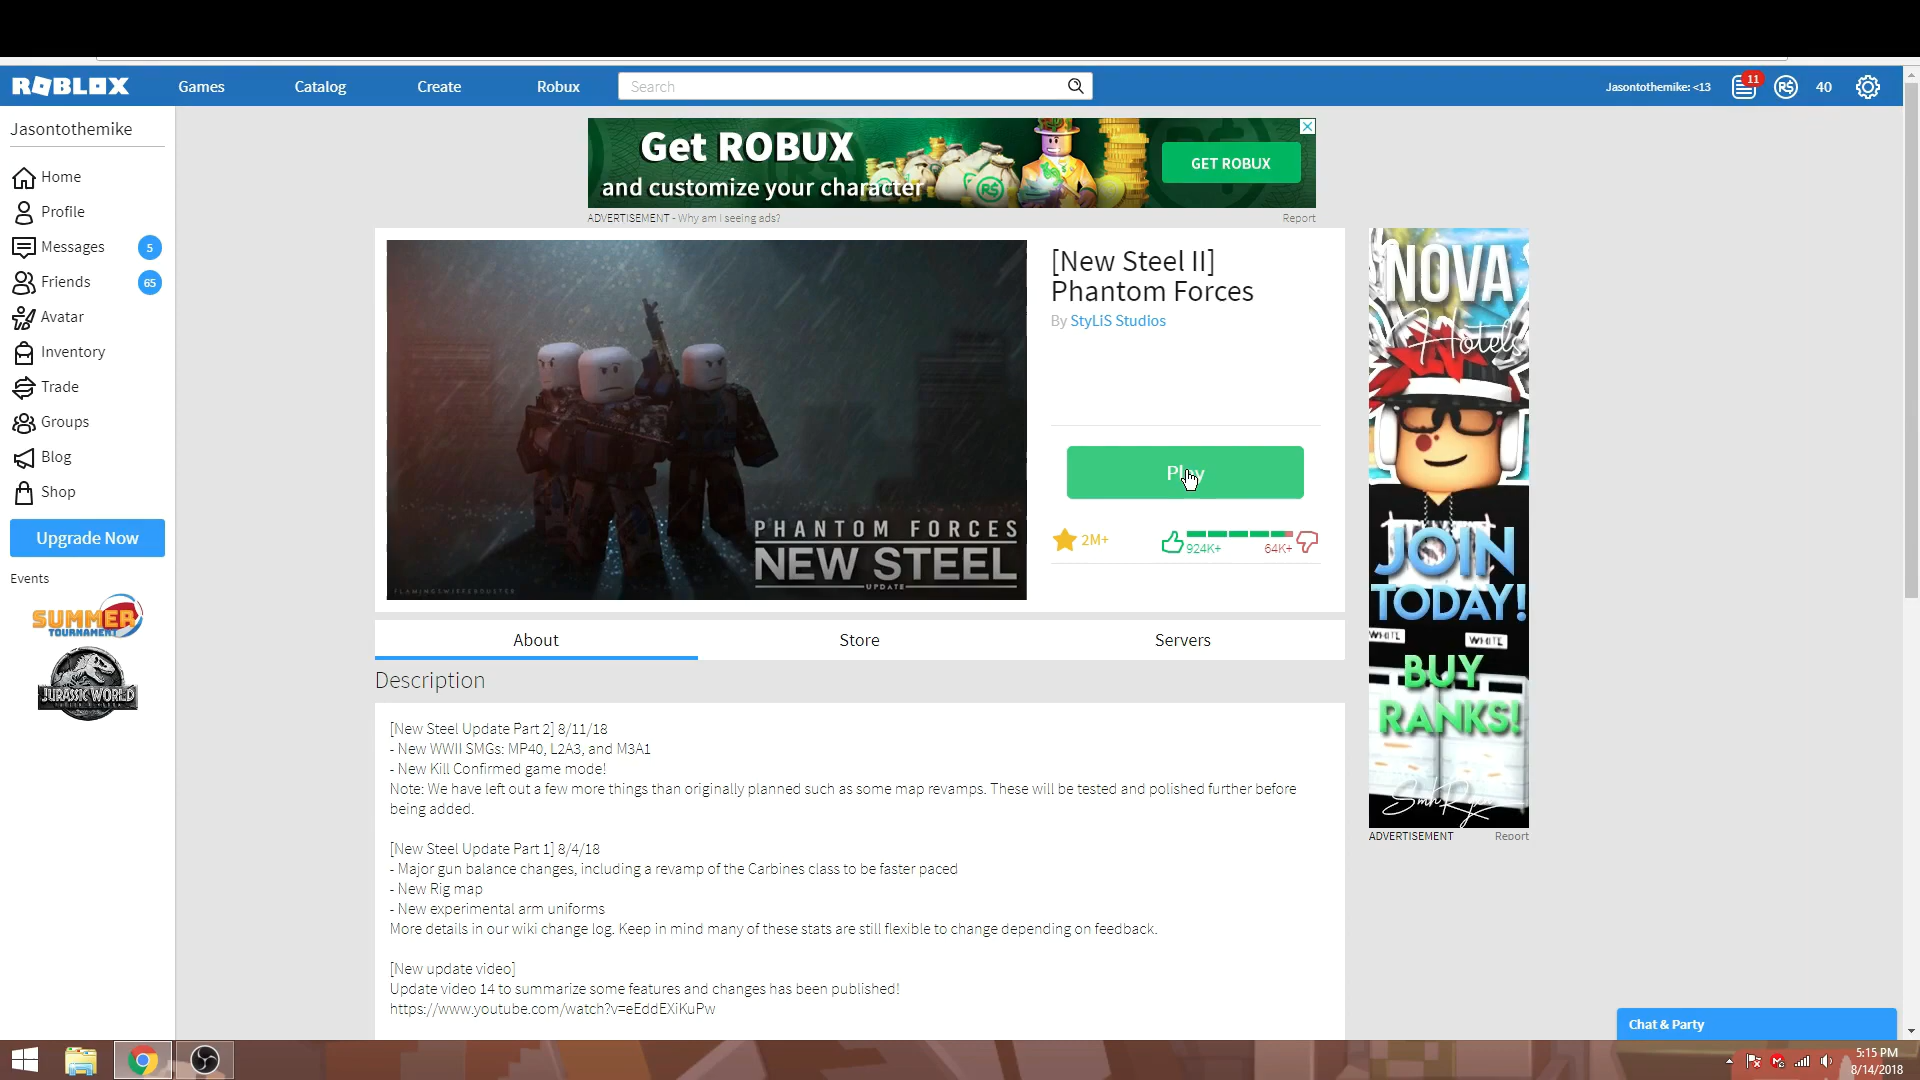 ROBLOX Games Catalog Create Robux Search Jasontothemike: <13 11 40
Jasontothemike
Home
Profile
Messages 5
Friends 65
Avatar
Inventory
Trade
Groups
Blog
Shop
Upgrade Now
Events
SUMMER
TOURNAMENT
JURASSIC WORLD
Get ROBUX
and customize your character
GET ROBUX
ADVERTISEMENT - Why am I seeing ads? Report
PHANTOM FORCES
NEW STEEL
UPDATE
[New Steel II]
Phantom Forces
By StyLiS Studios
Play
2M+ 924K+ 64K+
About Store Servers
Description
[New Steel Update Part 2] 8/11/18
- New WWII SMGs: MP40, L2A3, and M3A1
- New Kill Confirmed game mode!
Note: We have left out a few more things than originally planned such as some map revamps. These will be tested and polished further before
being added.
[New Steel Update Part 1] 8/4/18
- Major gun balance changes, including a revamp of the Carbines class to be faster paced
- New Rig map
- New experimental arm uniforms
More details in our wiki change log. Keep in mind many of these stats are still flexible to change depending on feedback.
[New update video]
Update video 14 to summarize some features and changes has been published!
https://www.youtube.com/watch?v=eEddEXiKuPw
NOVA
Hotels
JOIN
TODAY!
WHITE WHITE
BUY
RANKS!
ADVERTISEMENT Report
Chat & Party
5:15 PM
8/14/2018